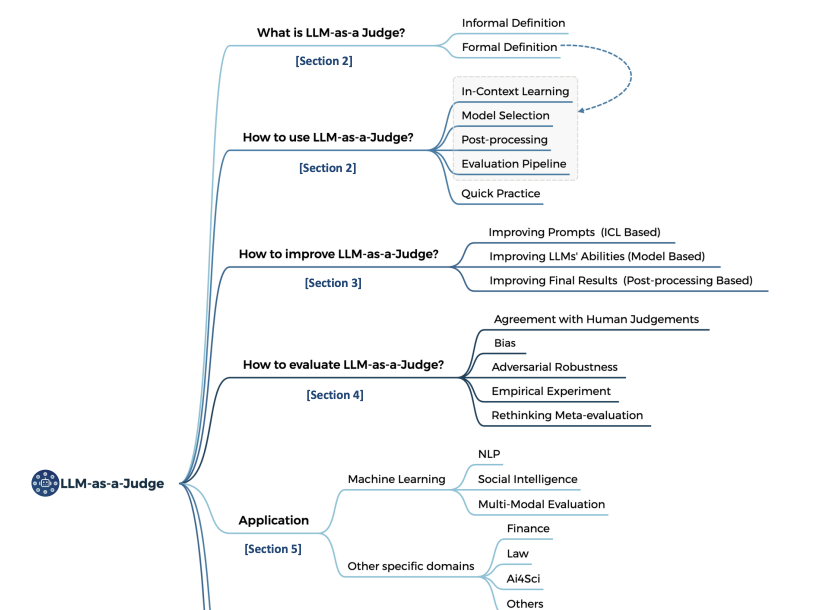 What is LLM-as-a Judge?
[Section 2]
Informal Definition
Formal Definition
In-Context Learning
Model Selection
Post-processing
Evaluation Pipeline
Quick Practice
How to use LLM-as-a-Judge?
[Section 2]
How to improve LLM-as-a-Judge?
[Section 3]
Improving Prompts (ICL Based)
Improving LLMs' Abilities (Model Based)
Improving Final Results (Post-processing Based)
How to evaluate LLM-as-a-Judge?
[Section 4]
Agreement with Human Judgements
Bias
Adversarial Robustness
Empirical Experiment
Rethinking Meta-evaluation
LLM-as-a-Judge
Application
[Section 5]
Machine Learning
NLP
Social Intelligence
Multi-Modal Evaluation
Other specific domains
Finance
Law
Ai4Sci
Others